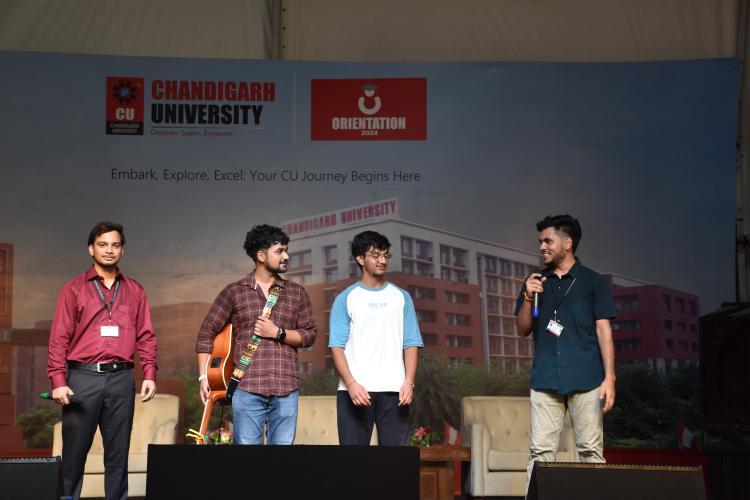 CHANDIGARH
UNIVERSITY
Discover. Learn. Empower.
CU
CHANDIGARH
UNIVERSITY
ORIENTATION
2024
Embark, Explore, Excel: Your CU Journey Begins Here
CHANDIGARH UNIVERSITY